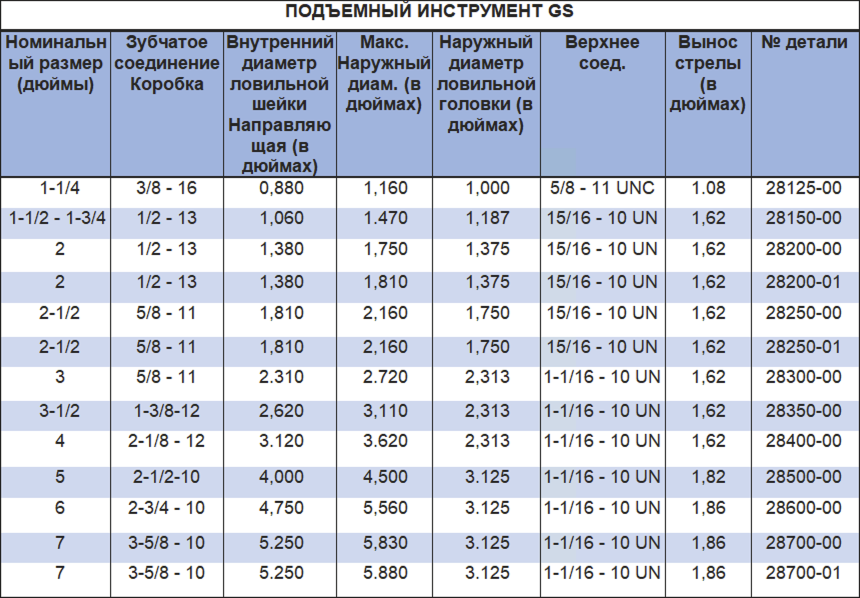 ПОДЪЕМНЫЙ ИНСТРУМЕНТ GS
Номинальн
ый размер
(дюймы)
Зубчатое
соединение
Коробка
Внутренний
диаметр
ловильной
шейки
Направляю
щая (в
дюймах)
Макс.
Наружный
диам. (в
дюймах)
Наружный
диаметр
ловильной
головки (в
дюймах)
Верхнее
соед.
Вынос
стрелы
(в
дюймах)
№ детали
1-1/4 3/8 - 16 0,880 1,160 1,000 5/8 - 11 UNC 1.08 28125-00
1-1/2 - 1-3/4 1/2 - 13 1,060 1.470 1,187 15/16 - 10 UN 1,62 28150-00
2 1/2 - 13 1,380 1,750 1,375 15/16 - 10 UN 1,62 28200-00
2 1/2 - 13 1,380 1,810 1,375 15/16 - 10 UN 1,62 28200-01
2-1/2 5/8 - 11 1,810 2,160 1,750 15/16 - 10 UN 1,62 28250-00
2-1/2 5/8 - 11 1,810 2,160 1,750 15/16 - 10 UN 1,62 28250-01
3 5/8 - 11 2.310 2.720 2,313 1-1/16 - 10 UN 1,62 28300-00
3-1/2 1-3/8-12 2,620 3,110 2,313 1-1/16 - 10 UN 1,62 28350-00
4 2-1/8 - 12 3.120 3.620 2,313 1-1/16 - 10 UN 1,62 28400-00
5 2-1/2-10 4,000 4,500 3.125 1-1/16 - 10 UN 1,82 28500-00
6 2-3/4 - 10 4,750 5,560 3.125 1-1/16 - 10 UN 1,86 28600-00
7 3-5/8 - 10 5.250 5,830 3.125 1-1/16 - 10 UN 1,86 28700-00
7 3-5/8 - 10 5.250 5.880 3.125 1-1/16 - 10 UN 1,86 28700-01